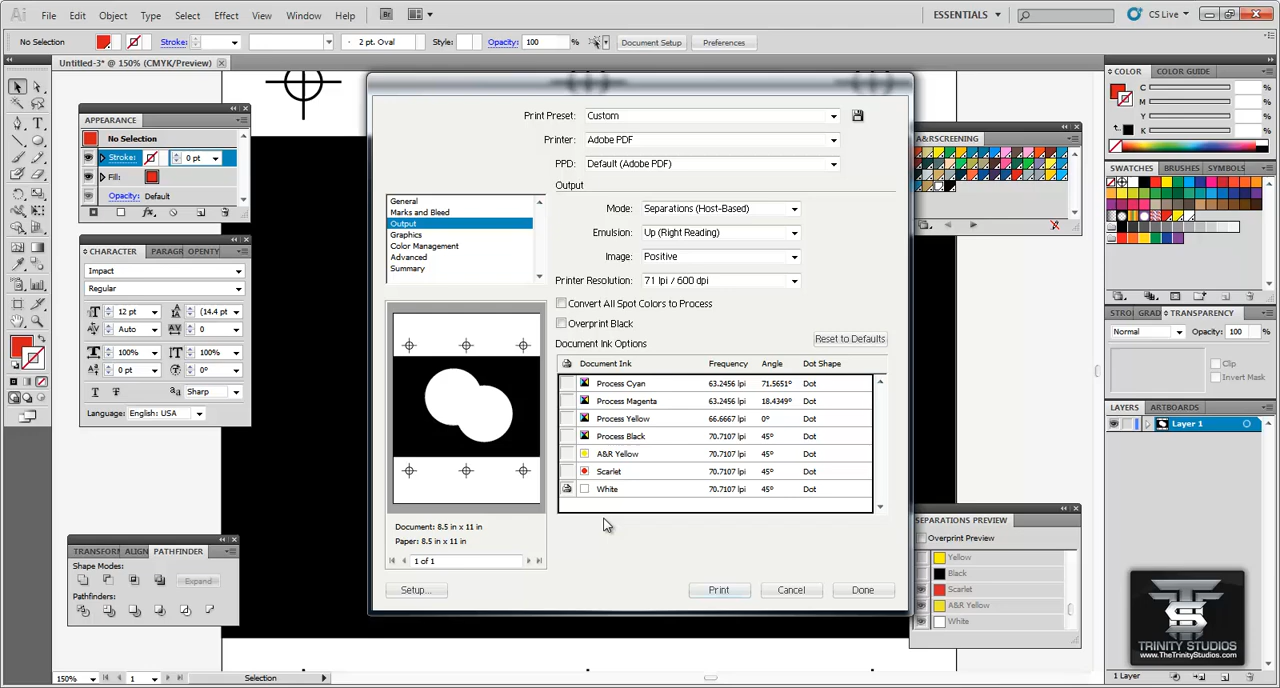 Ai File Edit Object Type Select Effect View Window Help Br ESSENTIALS CS Live
No Selection Stroke: 2 pt. Oval Style: Opacity: 100 % Document Setup Preferences
Untitled-3* @ 150% (CMYK/Preview)
APPEARANCE
No Selection
Stroke: 0 pt
Fill:
Opacity: Default
CHARACTER PARAGR OPENTY
Impact
Regular
12 pt (14.4 pt
Auto 0
100% 100%
0 pt 0°
Sharp
Language: English: USA
TRANSFORM ALIGN PATHFINDER
Shape Modes:
Expand
Pathfinders:
Print Preset: Custom
Printer: Adobe PDF
PPD: Default (Adobe PDF)
Output
General
Marks and Bleed
Output
Graphics
Color Management
Advanced
Summary
Mode: Separations (Host-Based)
Emulsion: Up (Right Reading)
Image: Positive
Printer Resolution: 71 lpi / 600 dpi
Convert All Spot Colors to Process
Overprint Black
Reset to Defaults
Document Ink Options
Document Ink Frequency Angle Dot Shape
Process Cyan 63.2456 lpi 71.5651° Dot
Process Magenta 63.2456 lpi 18.4349° Dot
Process Yellow 66.6667 lpi 0° Dot
Process Black 70.7107 lpi 45° Dot
A&R Yellow 70.7107 lpi 45° Dot
Scarlet 70.7107 lpi 45° Dot
White 70.7107 lpi 45° Dot
Document: 8.5 in x 11 in
Paper: 8.5 in x 11 in
1 of 1
Setup... Print Cancel Done
A&RSCREENING
COLOR COLOR GUIDE
C %
M %
Y %
K %
SWATCHES BRUSHES SYMBOLS
STRO GRAD TRANSPARENCY
Normal Opacity: 100 %
Clip
Invert Mask
LAYERS ARTBOARDS
Layer 1
SEPARATIONS PREVIEW
Overprint Preview
Yellow
Black
Scarlet
A&R Yellow
White
TS
TRINITY STUDIOS
www.TheTrinityStudios.com
150% 1 Selection
1 Layer